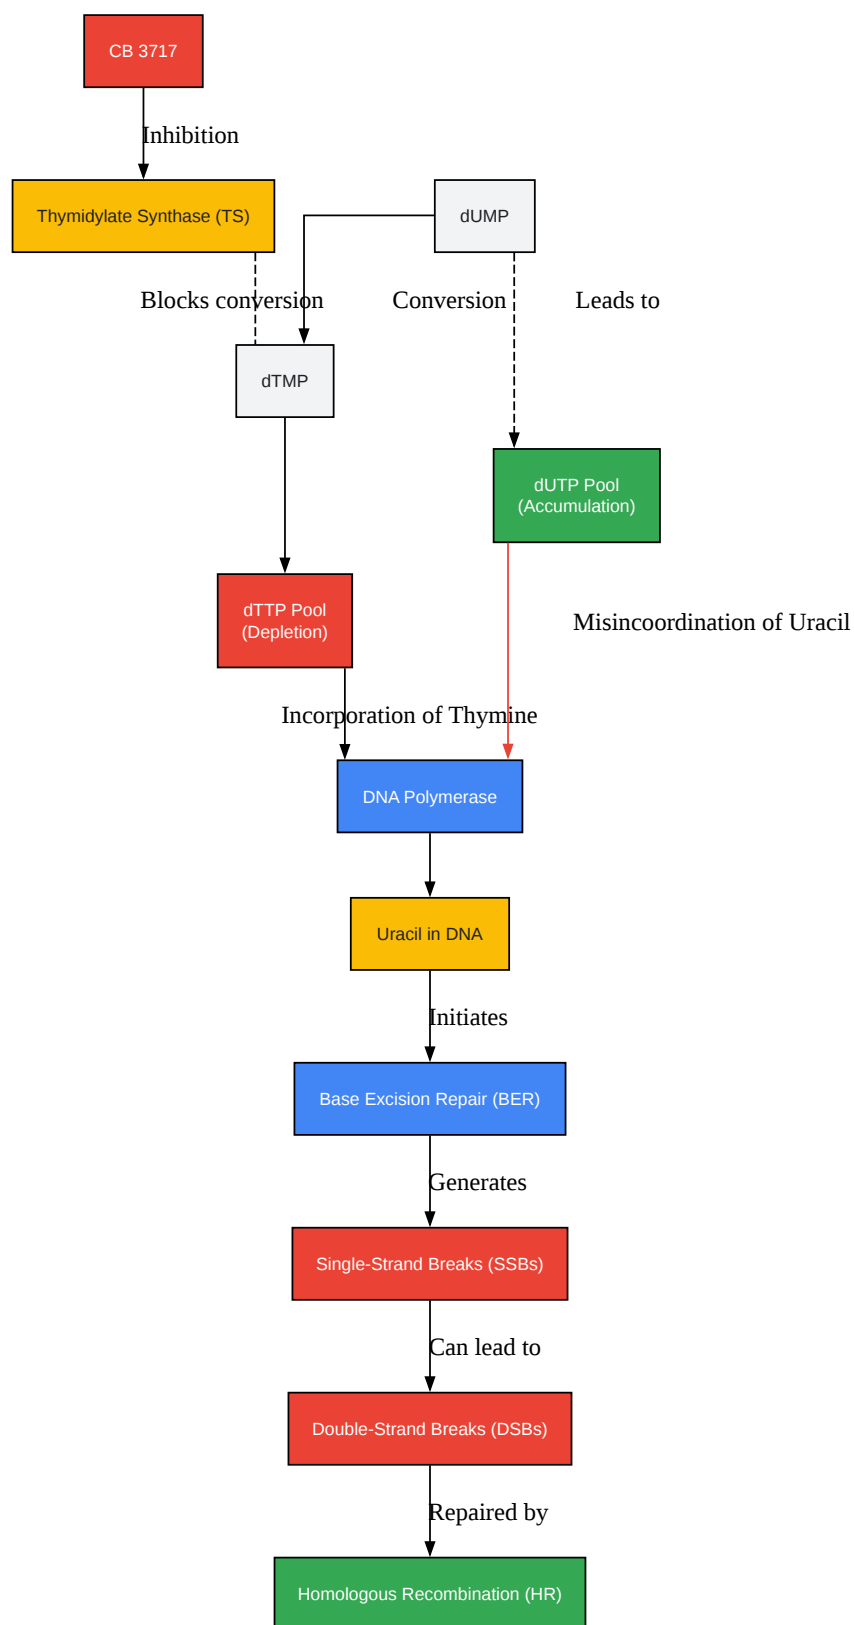 CB 3717
Inhibition
Thymidylate Synthase (TS)
dUMP
Blocks conversion
Conversion
Leads to
dTMP
dUTP Pool
(Accumulation)
dTTP Pool
(Depletion)
Misincoordination of Uracil
Incorporation of Thymine
DNA Polymerase
Uracil in DNA
Initiates
Base Excision Repair (BER)
Generates
Single-Strand Breaks (SSBs)
Can lead to
Double-Strand Breaks (DSBs)
Repaired by
Homologous Recombination (HR)